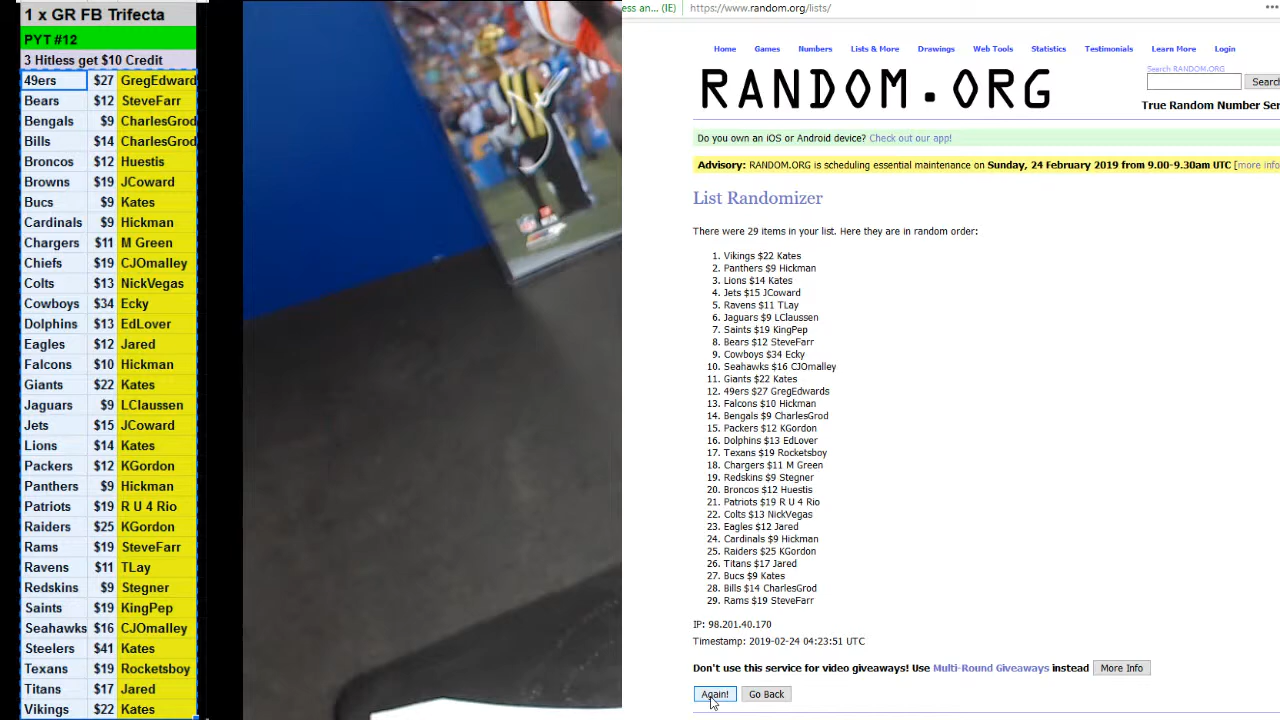 1 x GR FB Trifecta
PYT #12
3 Hitless get $10 Credit
49ers $27 GregEdward
Bears $12 SteveFarr
Bengals $9 CharlesGrod
Bills $14 CharlesGrod
Broncos $12 Huestis
Browns $19 JCoward
Bucs $9 Kates
Cardinals $9 Hickman
Chargers $11 M Green
Chiefs $19 CJOmalley
Colts $13 NickVegas
Cowboys $34 Ecky
Dolphins $13 EdLover
Eagles $12 Jared
Falcons $10 Hickman
Giants $22 Kates
Jaguars $9 LClaussen
Jets $15 JCoward
Lions $14 Kates
Packers $12 KGordon
Panthers $9 Hickman
Patriots $19 R U 4 Rio
Raiders $25 KGordon
Rams $19 SteveFarr
Ravens $11 TLay
Redskins $9 Stegner
Saints $19 KingPep
Seahawks $16 CJOmalley
Steelers $41 Kates
Texans $19 Rocketsboy
Titans $17 Jared
Vikings $22 Kates
ess an... (IE) https://www.random.org/lists/
Home Games Numbers Lists & More Drawings Web Tools Statistics Testimonials Learn More Login
RANDOM.ORG
Search RANDOM.ORG
Search
True Random Number Ser
Do you own an iOS or Android device? Check out our app!
Advisory: RANDOM.ORG is scheduling essential maintenance on Sunday, 24 February 2019 from 9.00-9.30am UTC [more info
List Randomizer
There were 29 items in your list. Here they are in random order:
1. Vikings $22 Kates
2. Panthers $9 Hickman
3. Lions $14 Kates
4. Jets $15 JCoward
5. Ravens $11 TLay
6. Jaguars $9 LClaussen
7. Saints $19 KingPep
8. Bears $12 SteveFarr
9. Cowboys $34 Ecky
10. Seahawks $16 CJOmalley
11. Giants $22 Kates
12. 49ers $27 GregEdwards
13. Falcons $10 Hickman
14. Bengals $9 CharlesGrod
15. Packers $12 KGordon
16. Dolphins $13 EdLover
17. Texans $19 Rocketsboy
18. Chargers $11 M Green
19. Redskins $9 Stegner
20. Broncos $12 Huestis
21. Patriots $19 R U 4 Rio
22. Colts $13 NickVegas
23. Eagles $12 Jared
24. Cardinals $9 Hickman
25. Raiders $25 KGordon
26. Titans $17 Jared
27. Bucs $9 Kates
28. Bills $14 CharlesGrod
29. Rams $19 SteveFarr
IP: 98.201.40.170
Timestamp: 2019-02-24 04:23:51 UTC
Don't use this service for video giveaways! Use Multi-Round Giveaways instead More Info
Again! Go Back